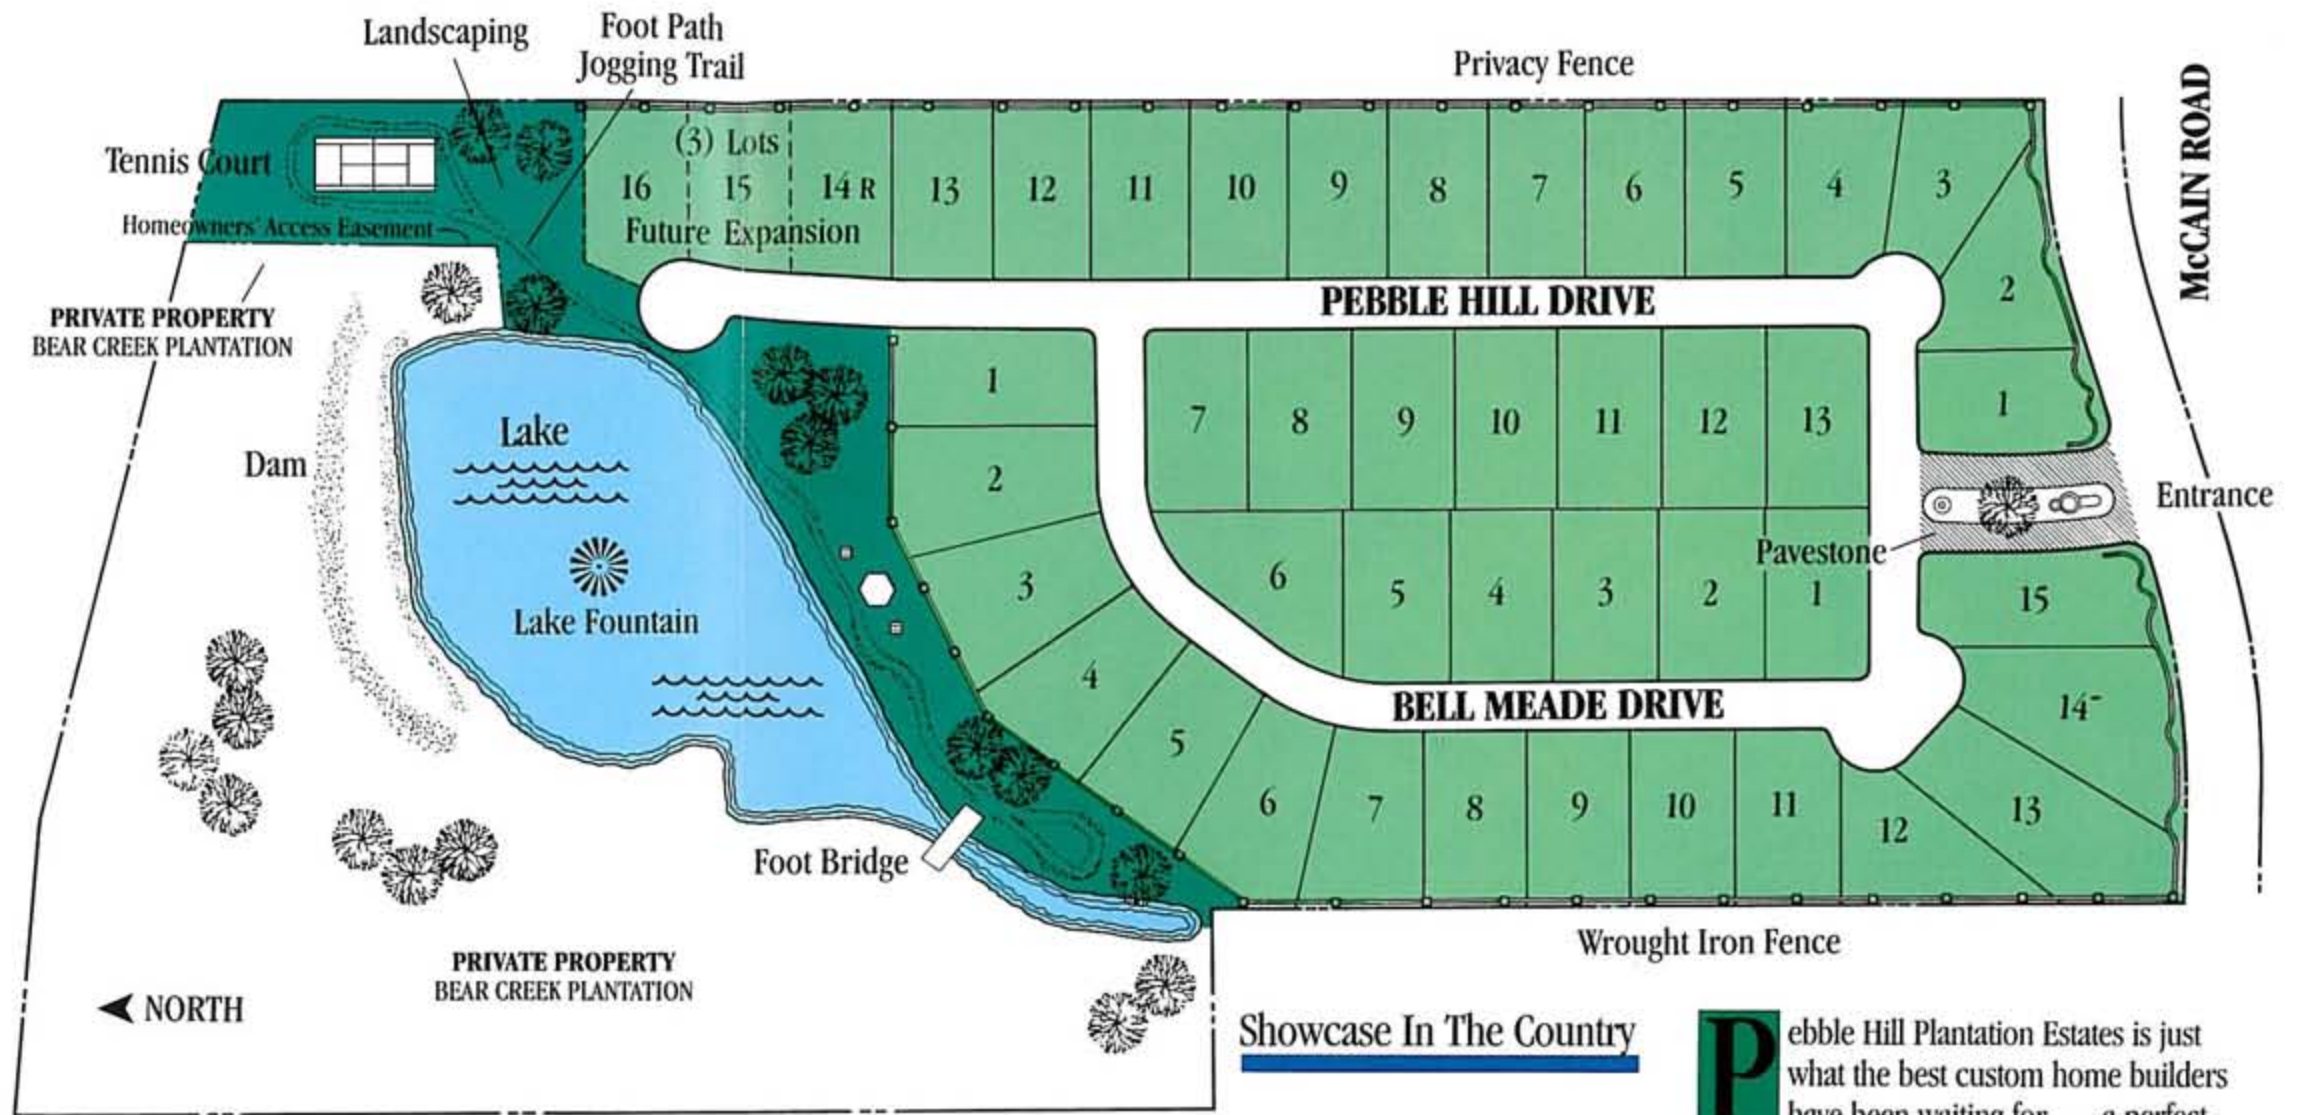 Landscaping
Foot Path
Jogging Trail
Privacy Fence
McCAIN ROAD
Tennis Court
Homeowners' Access Easement
(3) Lots
16 15 14 R 13 12 11 10 9 8 7 6 5 4 3
Future Expansion
2
1
PRIVATE PROPERTY
BEAR CREEK PLANTATION
PEBBLE HILL DRIVE
Lake
Dam
Lake Fountain
1
2
3
4
5
7 8 9 10 11 12 13
6 5 4 3 2 1
Entrance
Pavestone
15
14-
BELL MEADE DRIVE
6 7 8 9 10 11 12 13
Foot Bridge
Wrought Iron Fence
PRIVATE PROPERTY
BEAR CREEK PLANTATION
NORTH
Showcase In The Country
Pebble Hill Plantation Estates is just
what the best custom home builders
have been waiting for . . . a perfect